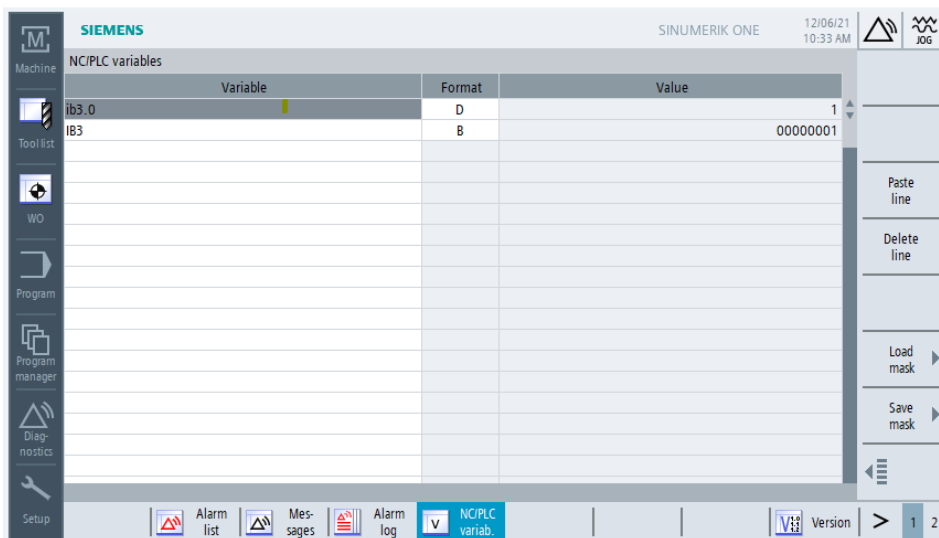 SIEMENS
SINUMERIK ONE
12/06/21
10:33 AM
M
JOG
Machine
NC/PLC variables
Variable Format Value
ib3.0 D 1
IB3 B 00000001
Tool list
WO
Program
Program
manager
Diag-
nostics
Setup
Paste
line
Delete
line
Load
mask
Save
mask
Alarm
list
Mes-
sages
Alarm
log
V
NC/PLC
variab.
V1.0
Version
>
1 2